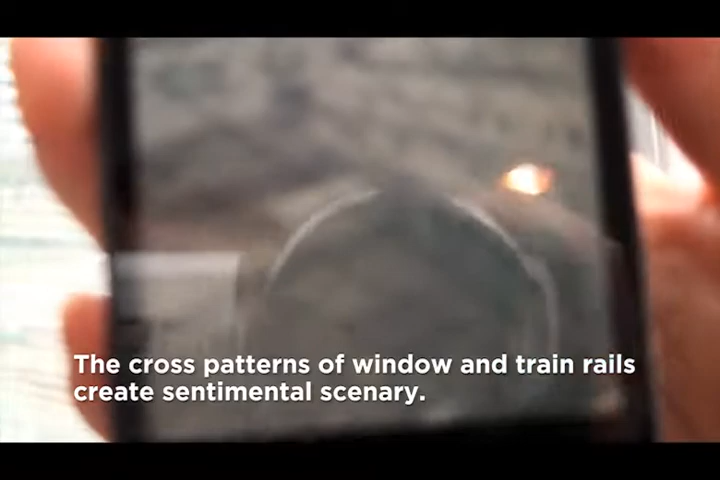 The cross patterns of window and train rails
create sentimental scenary.